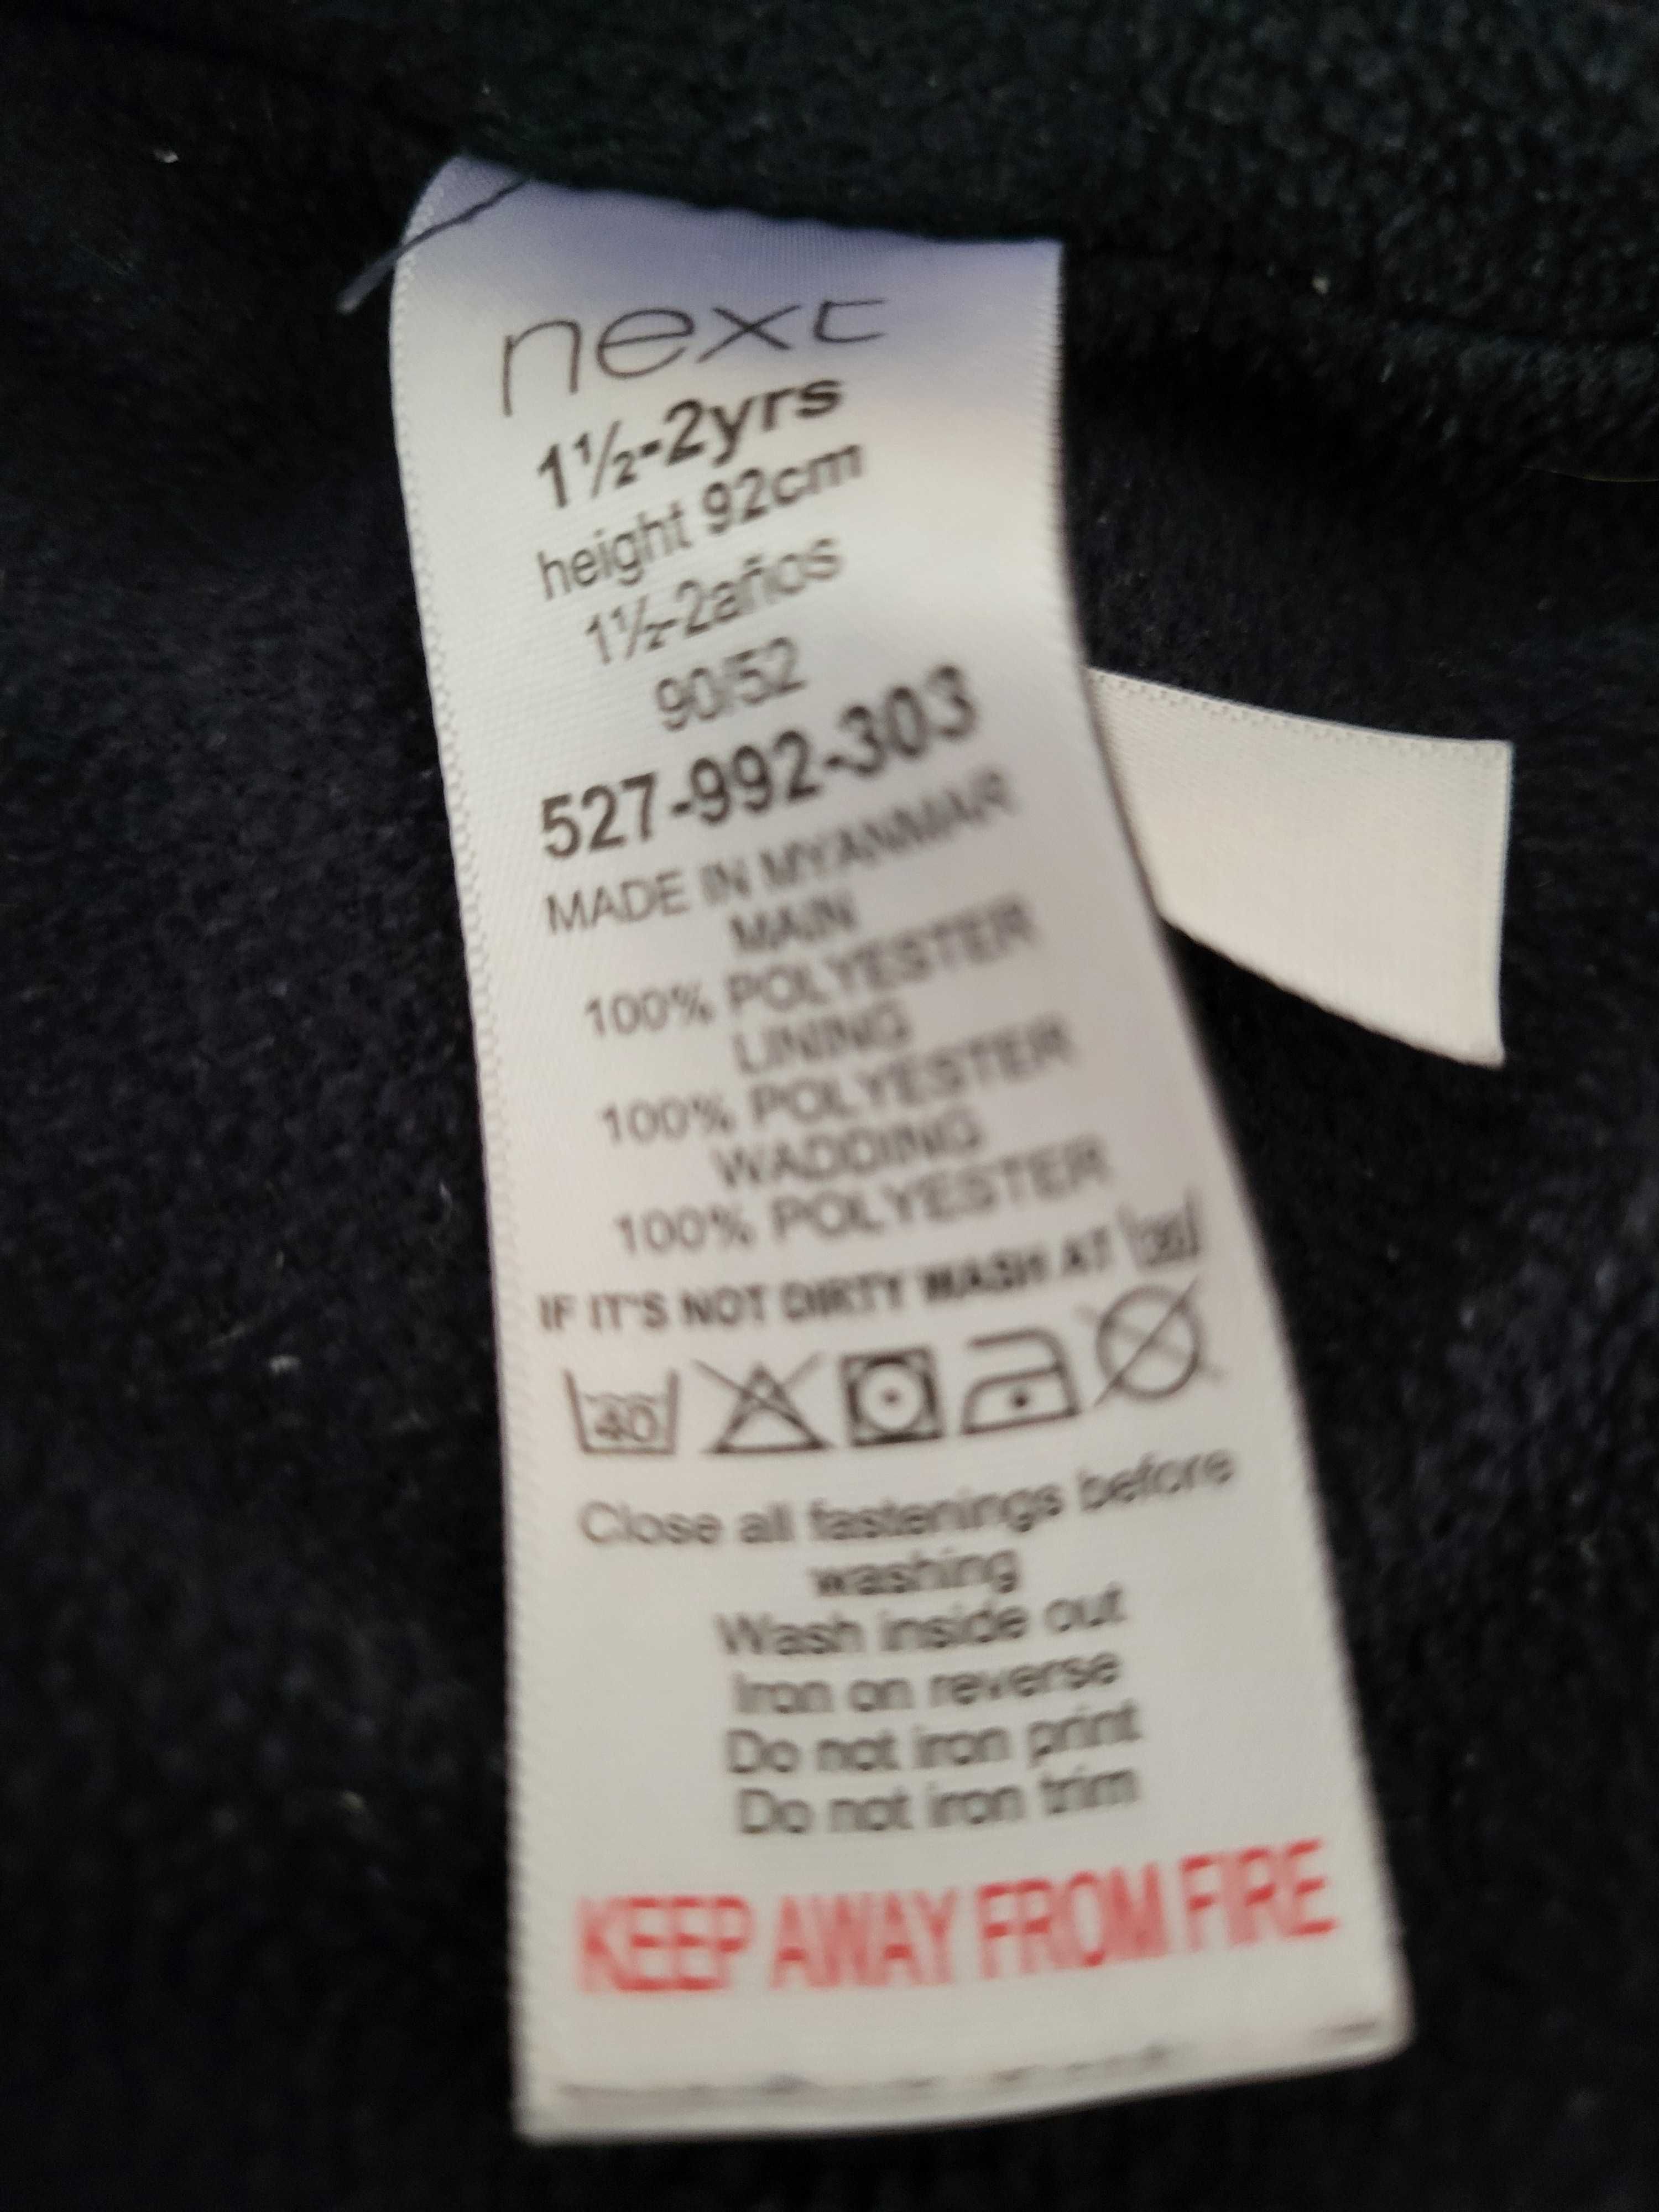 next
1½-2yrs
height 92cm
1½-2años
90/52
527-992-303
MADE IN MYANMAR
MAIN
100% POLYESTER
LINING
100% POLYESTER
WADDING
100% POLYESTER
IF IT'S NOT DIRTY WASH AT
40
Close all fastenings before
washing
Wash inside out
Iron on reverse
Do not iron print
Do not iron trim
KEEP AWAY FROM FIRE